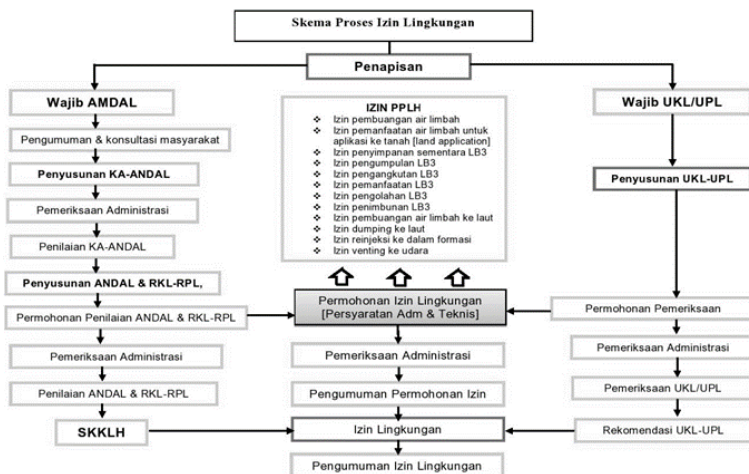 Skema Proses Izin Lingkungan
Penapisan
Wajib AMDAL
Pengumuman & konsultasi masyarakat
Penyusunan KA-ANDAL
Pemeriksaan Administrasi
Penilaian KA-ANDAL
Penyusunan ANDAL & RKL-RPL,
Permohonan Penilaian ANDAL & RKL-RPL
Pemeriksaan Administrasi
Penilaian ANDAL & RKL-RPL
SKKLH
IZIN PPLH
❖ Izin pembuangan air limbah
❖ Izin pemanfaatan air limbah untuk
aplikasi ke tanah [land application]
❖ Izin penyimpanan sementara LB3
❖ Izin pengumpulan LB3
❖ Izin pengangkutan LB3
❖ Izin pemanfaatan LB3
❖ Izin pengolahan LB3
❖ Izin penimbunan LB3
❖ Izin pembuangan air limbah ke laut
❖ Izin dumping ke laut
❖ Izin reinjeksi ke dalam formasi
❖ Izin venting ke udara
Permohonan Izin Lingkungan
[Persyaratan Adm & Teknis]
Pemeriksaan Administrasi
Pengumuman Permohonan Izin
Izin Lingkungan
Pengumuman Izin Lingkungan
Wajib UKL/UPL
Penyusunan UKL-UPL
Permohonan Pemeriksaan
Pemeriksaan Administrasi
Pemeriksaan UKL/UPL
Rekomendasi UKL-UPL